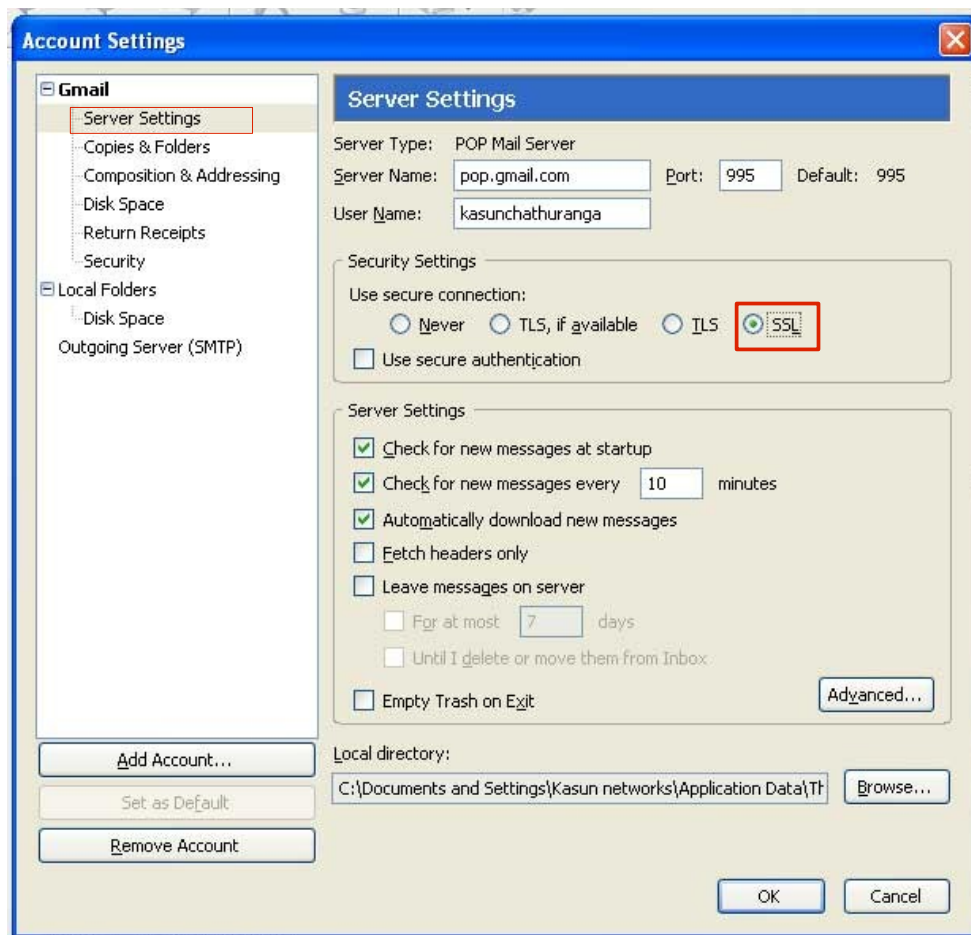 Account Settings
Gmail
Server Settings
Copies & Folders
Composition & Addressing
Disk Space
Return Receipts
Security
Local Folders
Disk Space
Outgoing Server (SMTP)
Add Account...
Set as Default
Remove Account
Server Settings
Server Type: POP Mail Server
Server Name: pop.gmail.com Port: 995 Default: 995
User Name: kasunchathuranga
Security Settings
Use secure connection:
Never TLS, if available TLS SSL
Use secure authentication
Server Settings
Check for new messages at startup
Check for new messages every 10 minutes
Automatically download new messages
Fetch headers only
Leave messages on server
For at most 7 days
Until I delete or move them from Inbox
Empty Trash on Exit Advanced...
Local directory:
C:\Documents and Settings\Kasun networks\Application Data\Th Browse...
OK Cancel